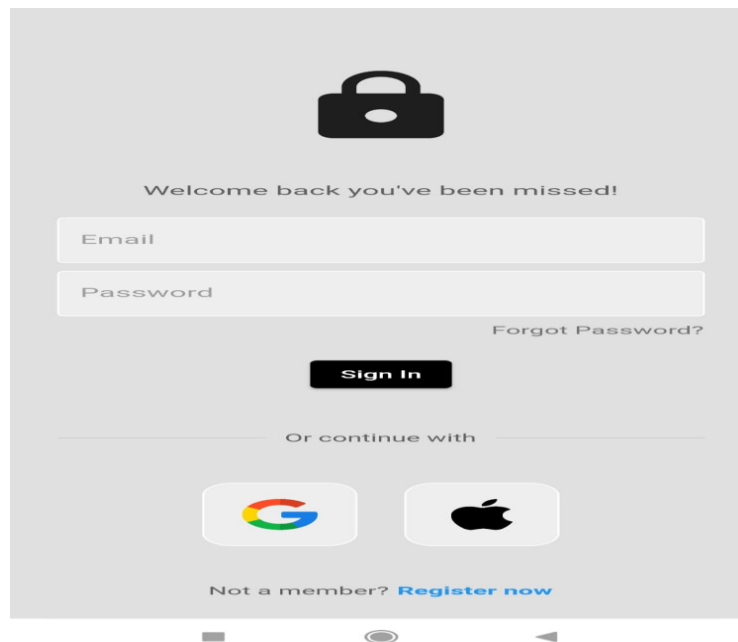 Welcome back you've been missed!
Email
Password
Forgot Password?
Sign In
Or continue with
Not a member? Register now